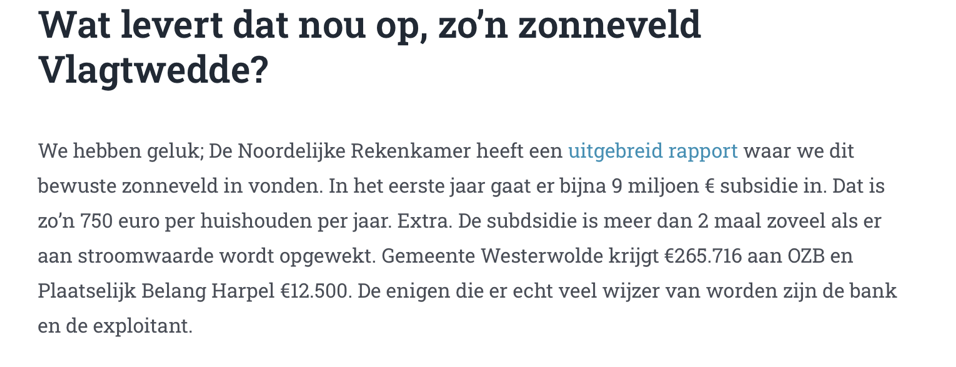 Wat levert dat nou op, zo’n zonneveld
Vlagtwedde?
We hebben geluk; De Noordelijke Rekenkamer heeft een uitgebreid rapport waar we dit
bewuste zonneveld in vonden. In het eerste jaar gaat er bijna 9 miljoen € subsidie in. Dat is
zo’n 750 euro per huishouden per jaar. Extra. De subdsidie is meer dan 2 maal zoveel als er
aan stroomwaarde wordt opgewekt. Gemeente Westerwolde krijgt €265.716 aan OZB en
Plaatselijk Belang Harpel €12.500. De enigen die er echt veel wijzer van worden zijn de bank
en de exploitant.